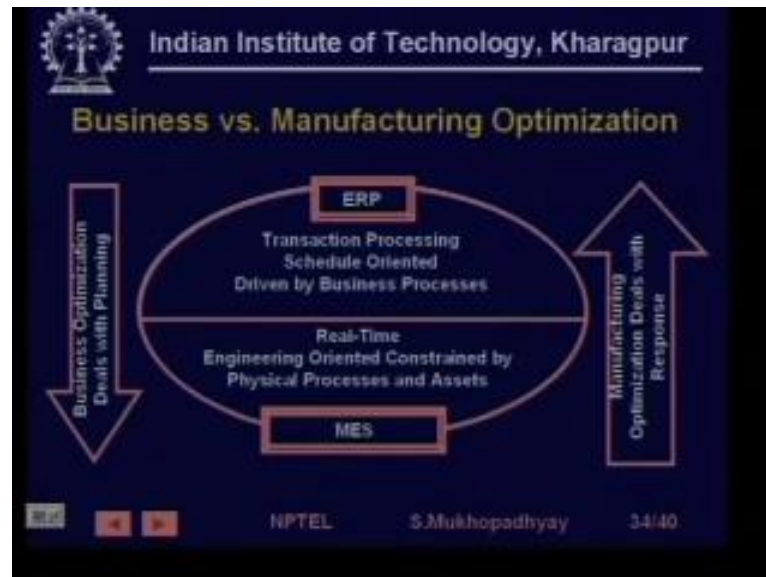 Indian Institute of Technology, Kharagpur
Business vs. Manufacturing Optimization
Business Optimization
Deals with Planning
ERP
Transaction Processing
Schedule Oriented
Driven by Business Processes
Real-Time
Engineering Oriented Constrained by
Physical Processes and Assets
MES
Manufacturing
Optimization Deals with
Response
NPTEL
S.Mukhopadhyay
34/40